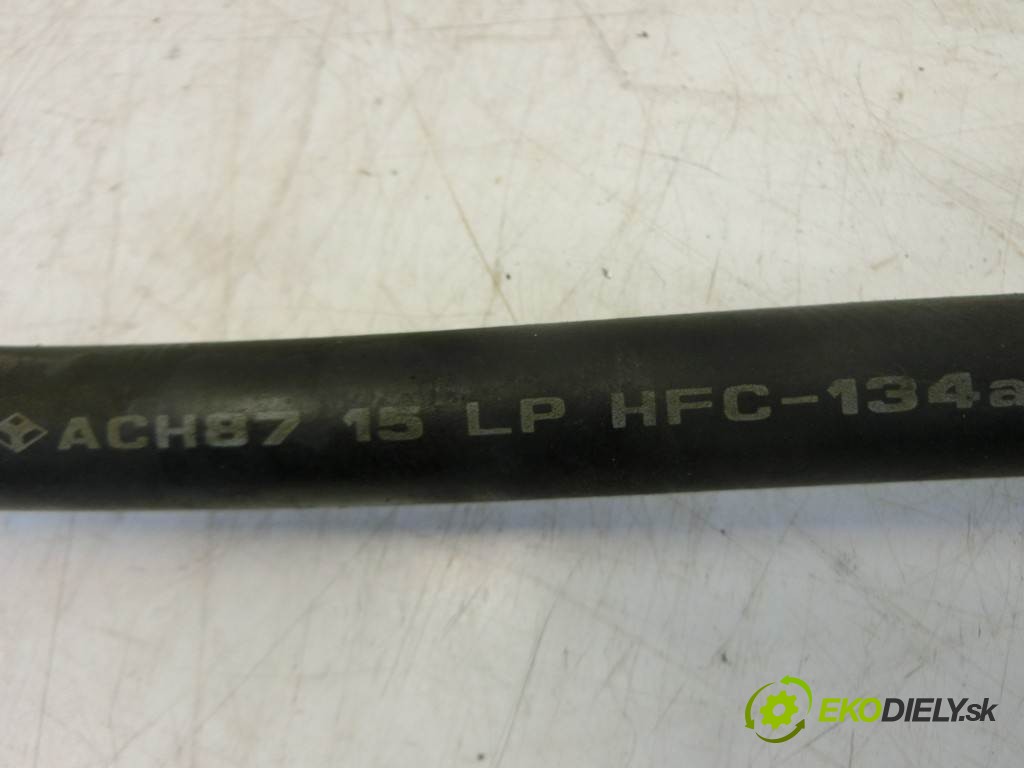 ACH87 15 LP HFC-134a
EKODIELY.sk